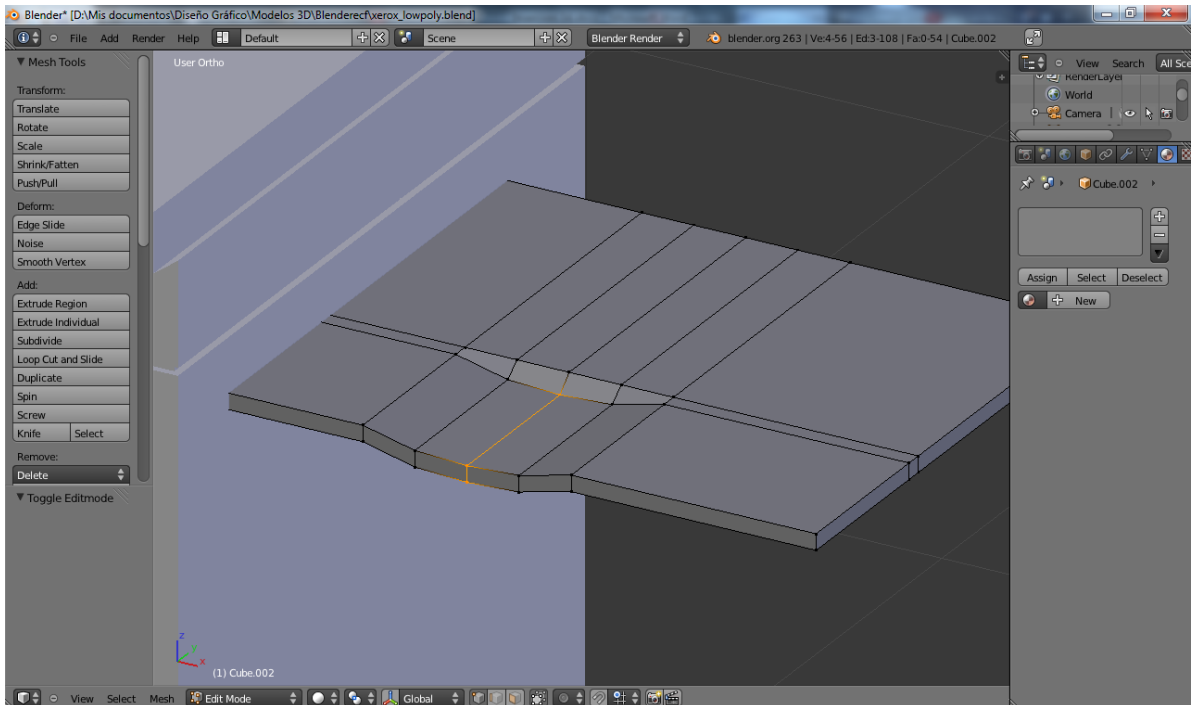 Blender* [D:\Mis documentos\Diseño Gráfico\Modelos 3D\Blenderecf\xerox_lowpoly.blend]
File Add Render Help Default Scene Blender Render blender.org 263 | Ve:4-56 | Ed:3-108 | Fa:0-54 | Cube.002
Mesh Tools
Transform:
Translate
Rotate
Scale
Shrink/Fatten
Push/Pull
Deform:
Edge Slide
Noise
Smooth Vertex
Add:
Extrude Region
Extrude Individual
Subdivide
Loop Cut and Slide
Duplicate
Spin
Screw
Knife Select
Remove:
Delete
Toggle Editmode
User Ortho
z
x
(1) Cube.002
View Search All Sce
RenderLayer
World
Camera
Cube.002
Assign Select Deselect
New
View Select Mesh Edit Mode Global